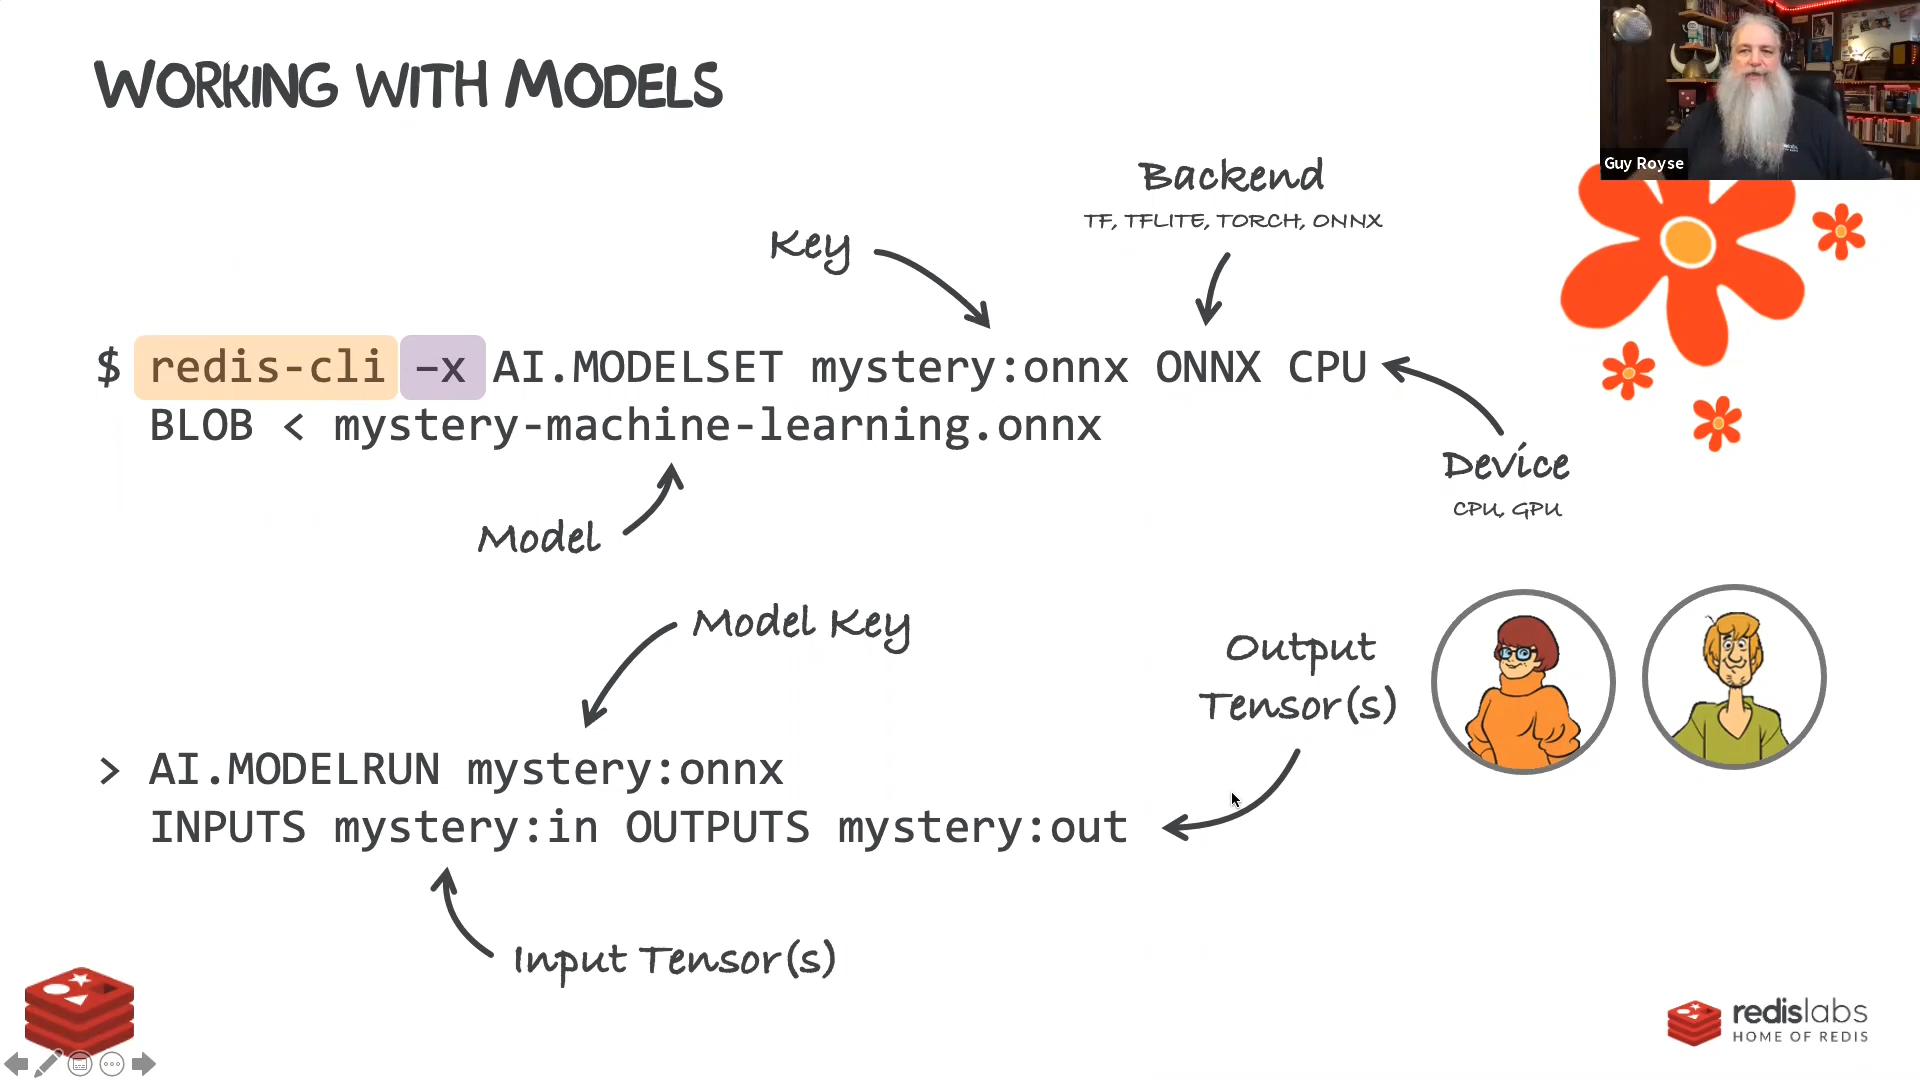 WORKING WITH MODELS
Guy Royse
Backend
TF, TFLITE, TORCH, ONNX
Key
$ redis-cli –x AI.MODELSET mystery:onnx ONNX CPU
BLOB < mystery-machine-learning.onnx
Device
CPU, GPU
Model
Model Key
Output
Tensor(s)
> AI.MODELRUN mystery:onnx
INPUTS mystery:in OUTPUTS mystery:out
Input Tensor(s)
redislabs
HOME OF REDIS